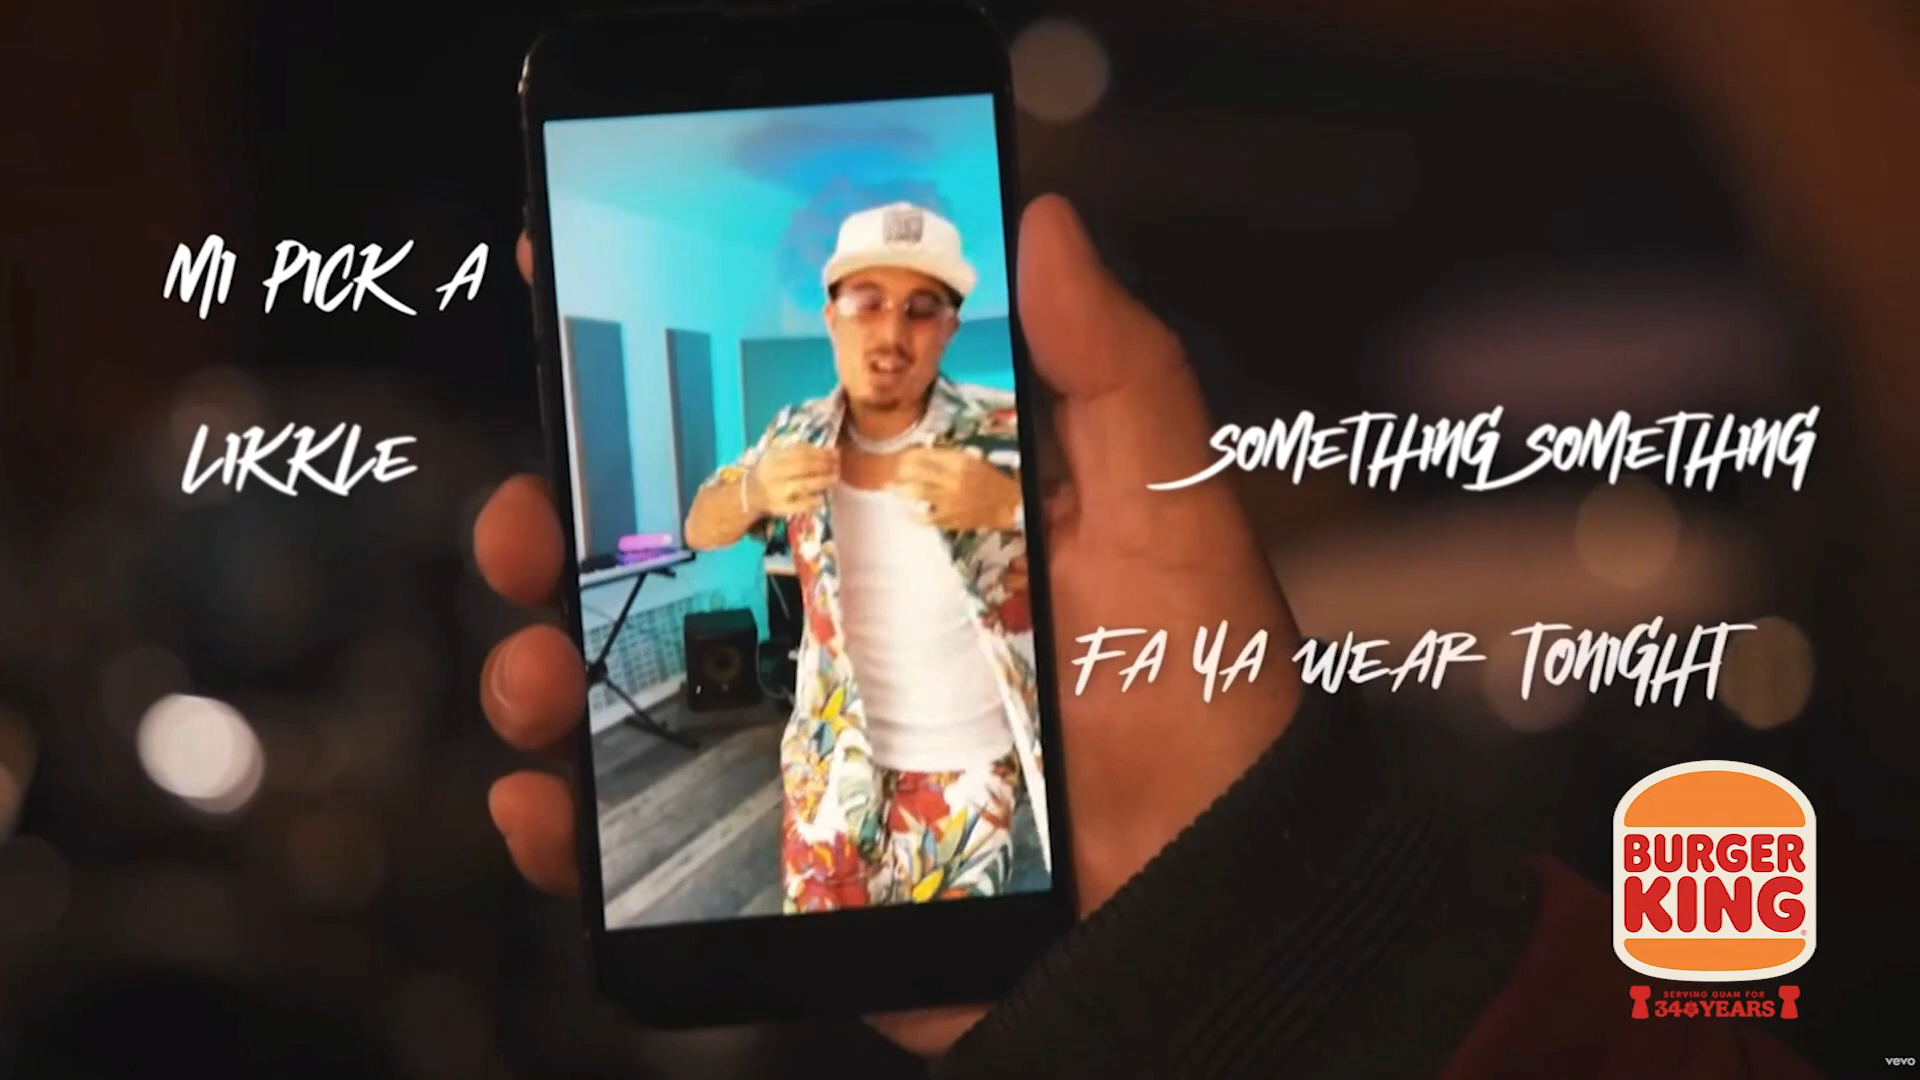 MI PICK A
LIKKLE
SOMETHING SOMETHING
FA YA WEAR TONIGHT
BURGER
KING
SERVING GUAM FOR
34 YEARS
vevo